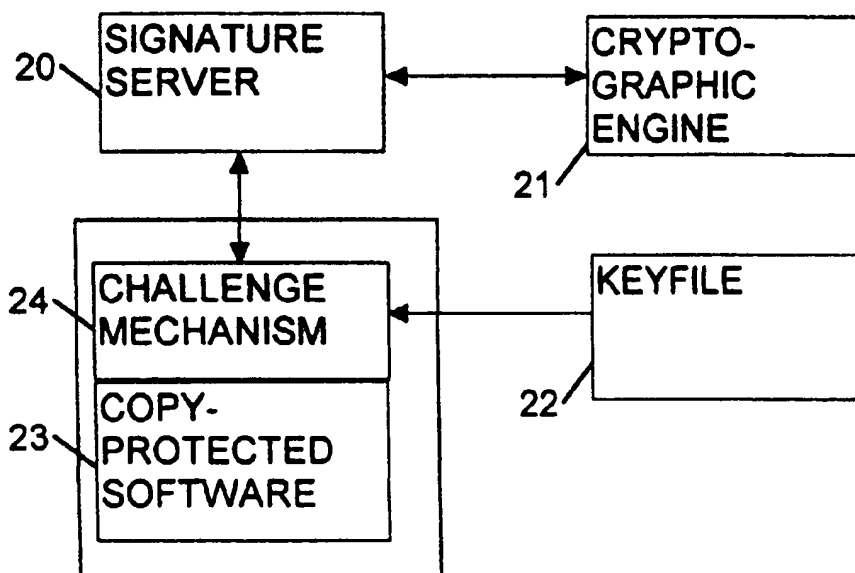 20
SIGNATURE
SERVER
CRYPTO-
GRAPHIC
ENGINE
21
24
CHALLENGE
MECHANISM
KEYFILE
22
23
COPY-
PROTECTED
SOFTWARE